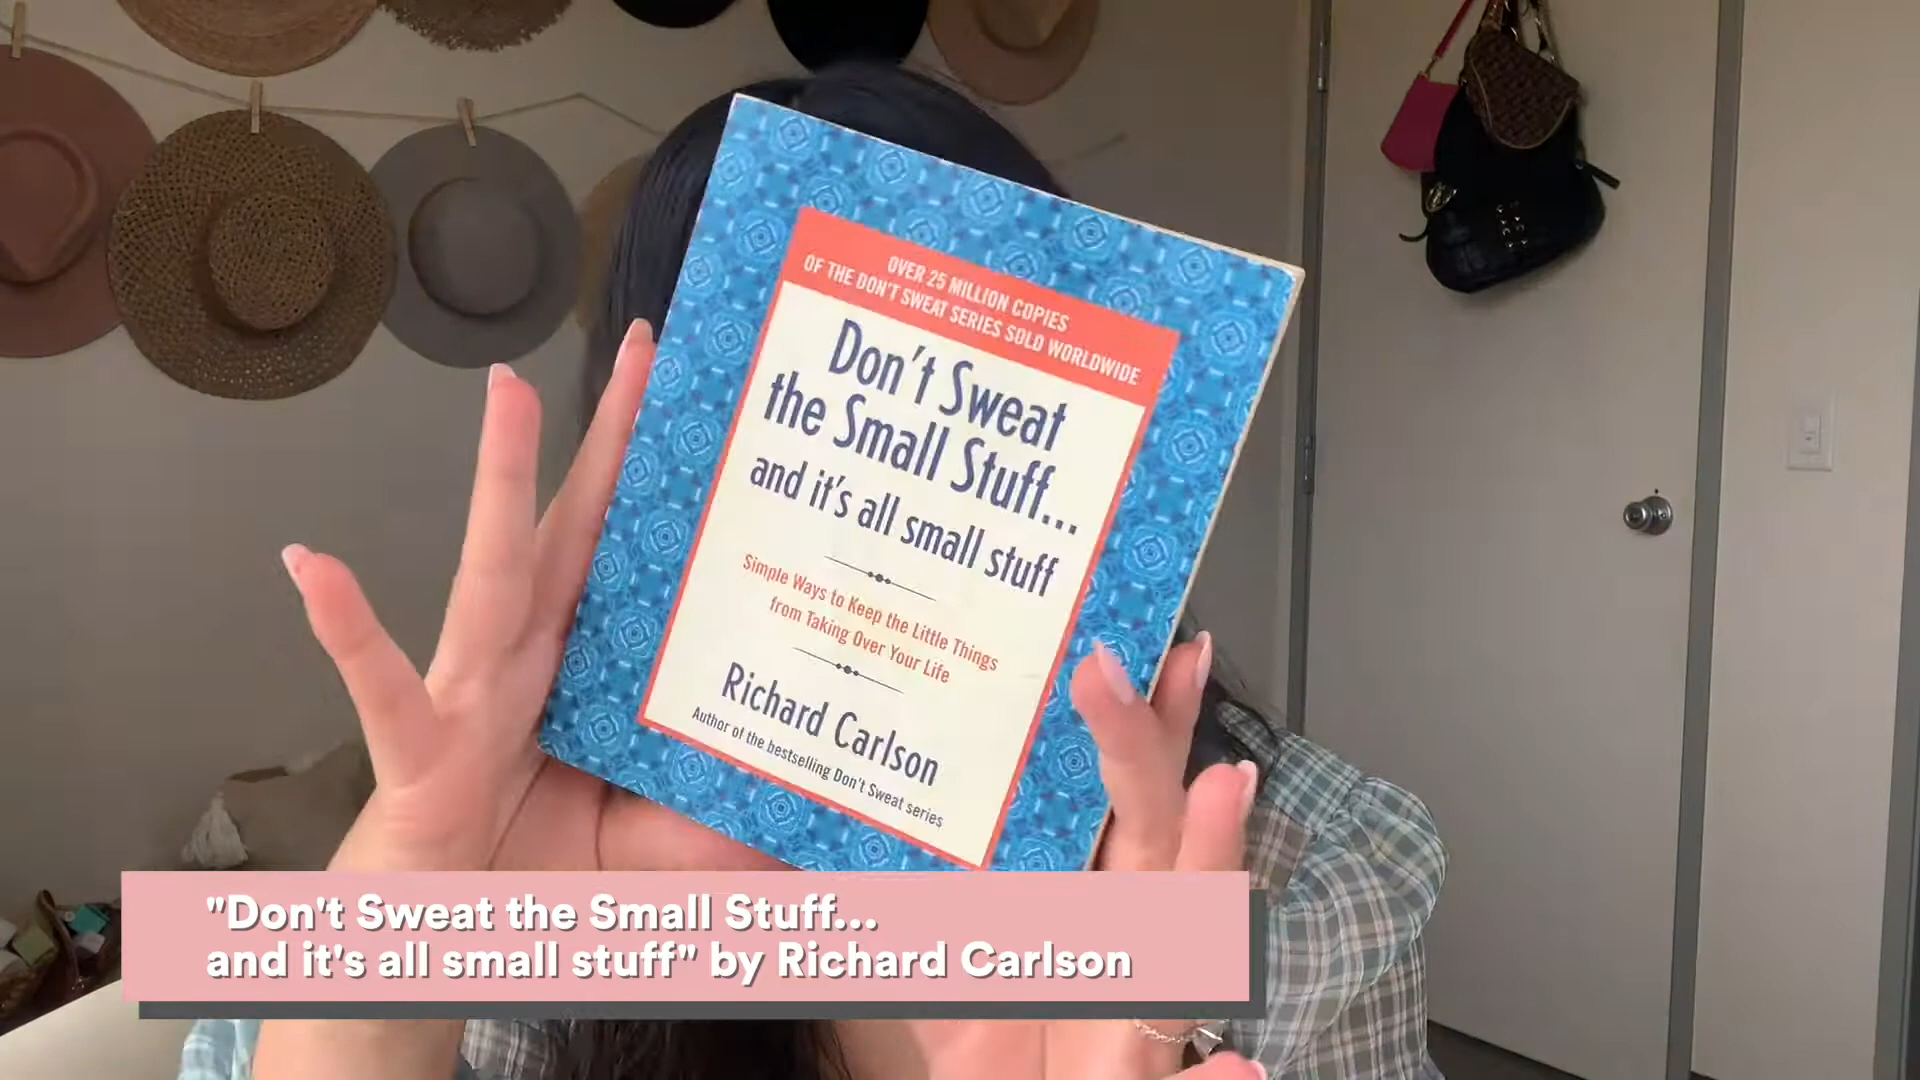 OVER 25 MILLION COPIES
OF THE DON'T SWEAT SERIES SOLD WORLDWIDE
Don't Sweat
the Small Stuff...
and it's all small stuff
Simple Ways to Keep the Little Things
from Taking Over Your Life
Richard Carlson
Author of the bestselling Don't Sweat series
"Don't Sweat the Small Stuff...
and it's all small stuff" by Richard Carlson